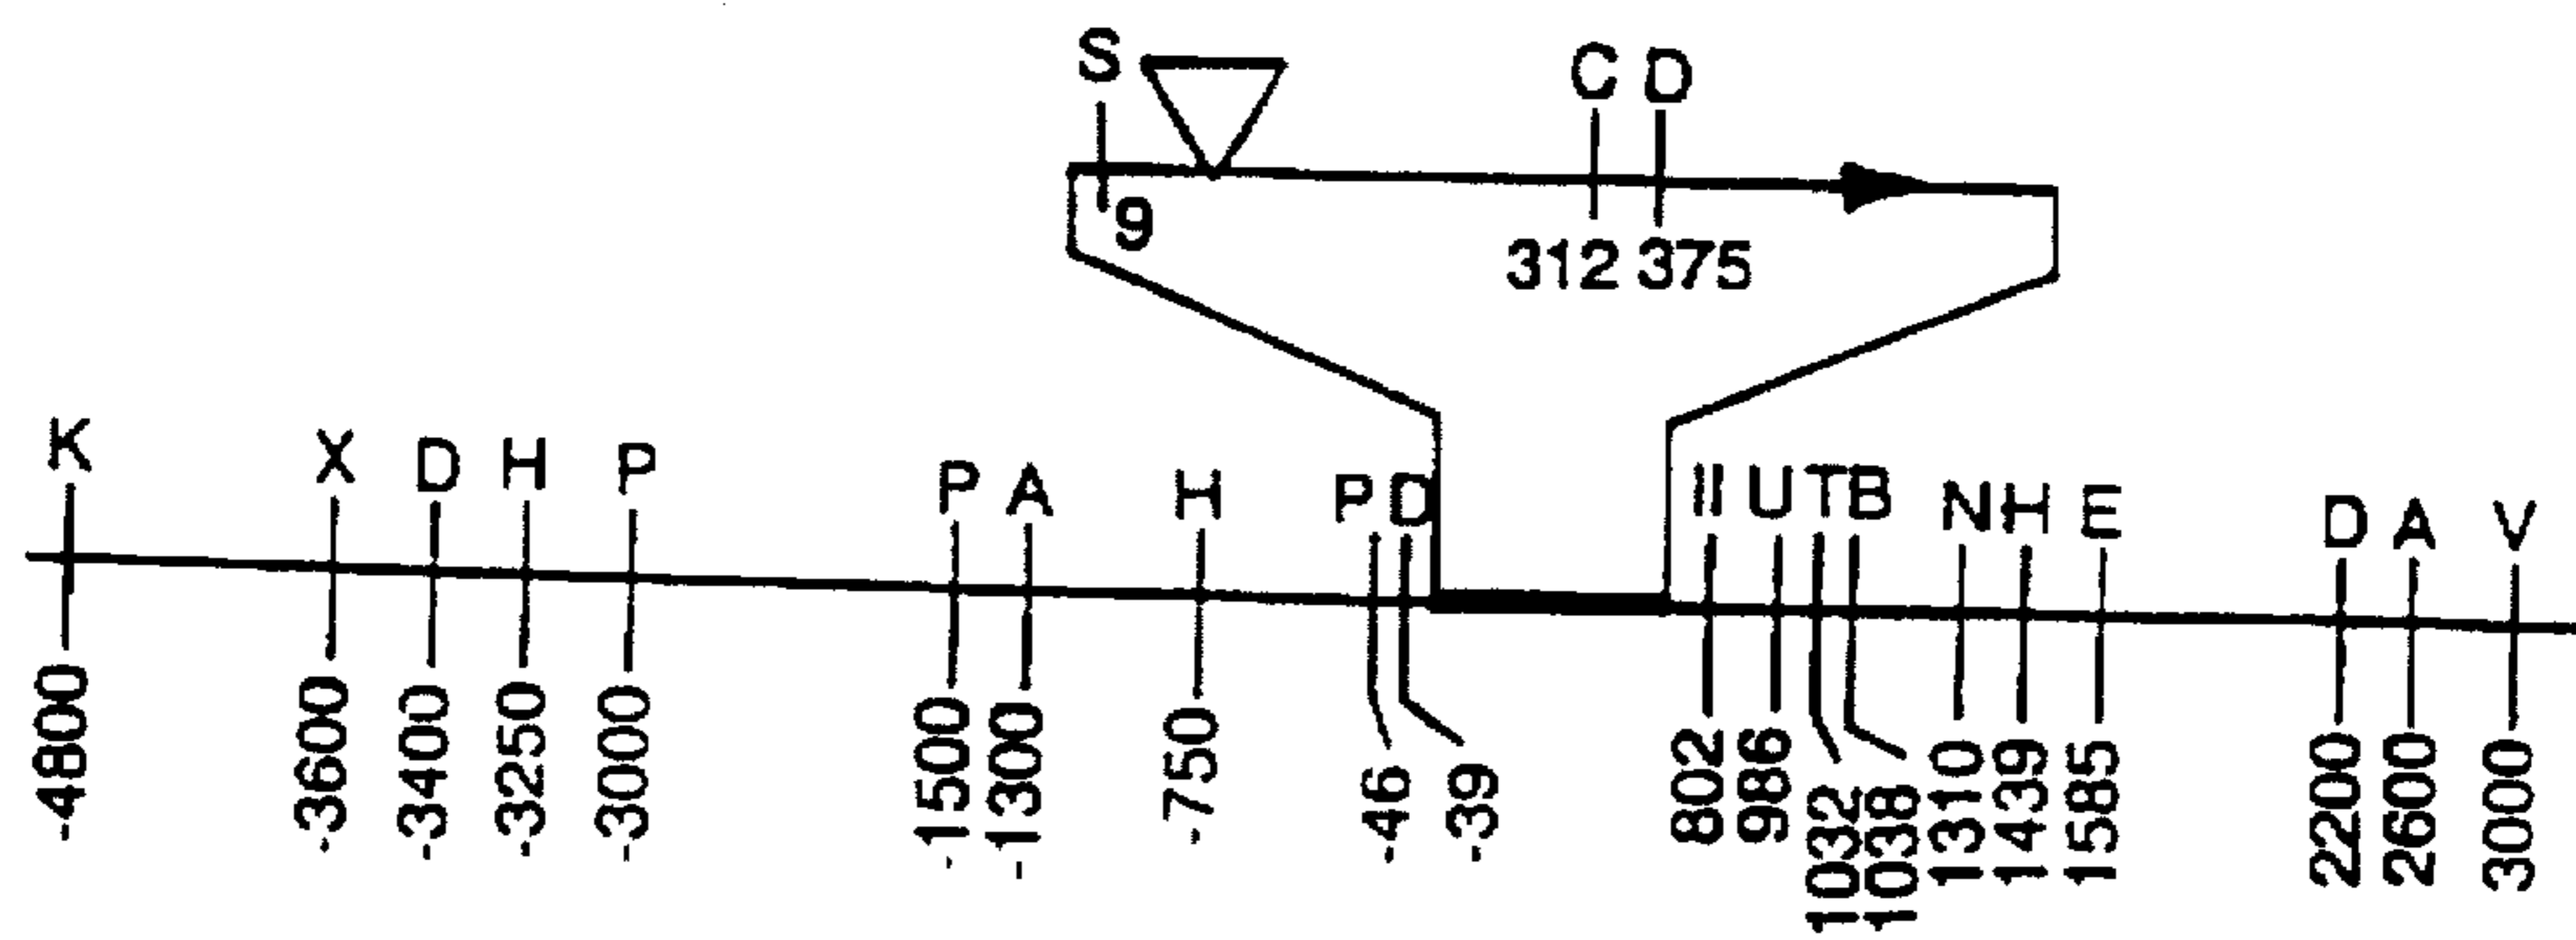 S C D
9 312 375
K X D H P P A H P D II U T B N H E D A V
-4800 -3600 -3400 -3250 -3000 -1500 -1300 -750 -46 -39 802 986 1032 1038 1310 1439 1585 2200 2600 3000